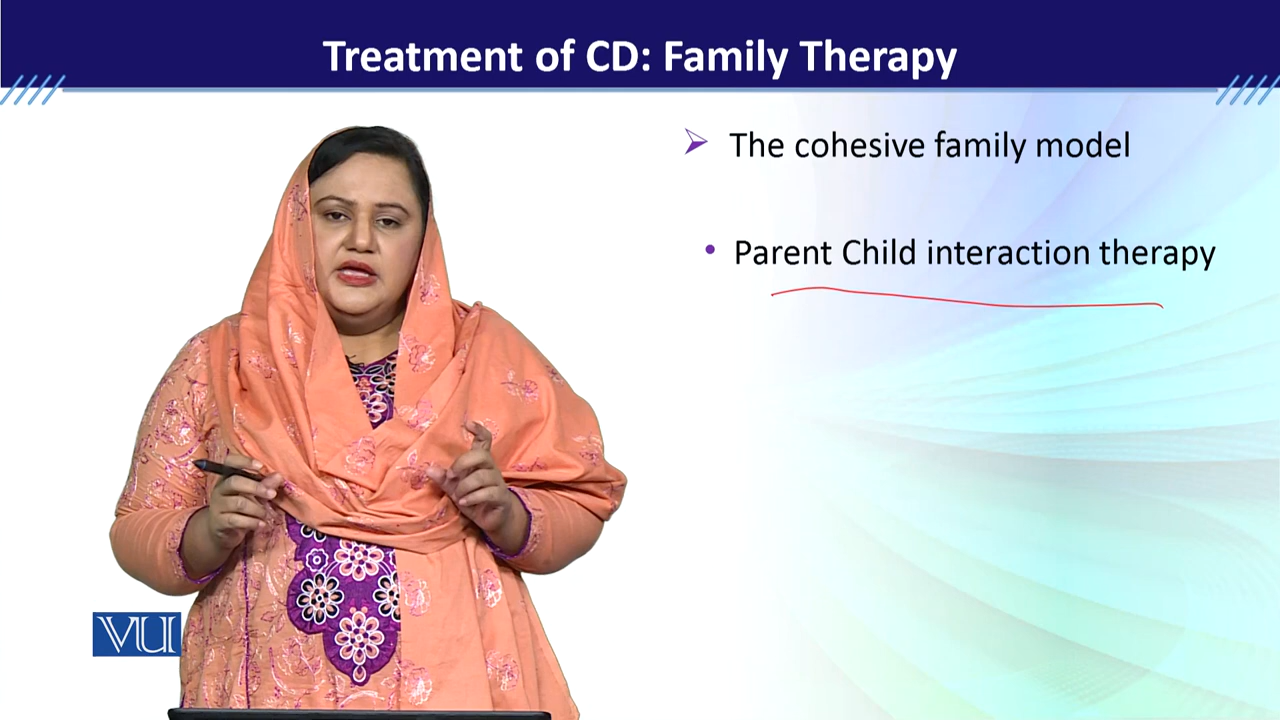 Treatment of CD: Family Therapy
The cohesive family model
Parent Child interaction therapy
VU